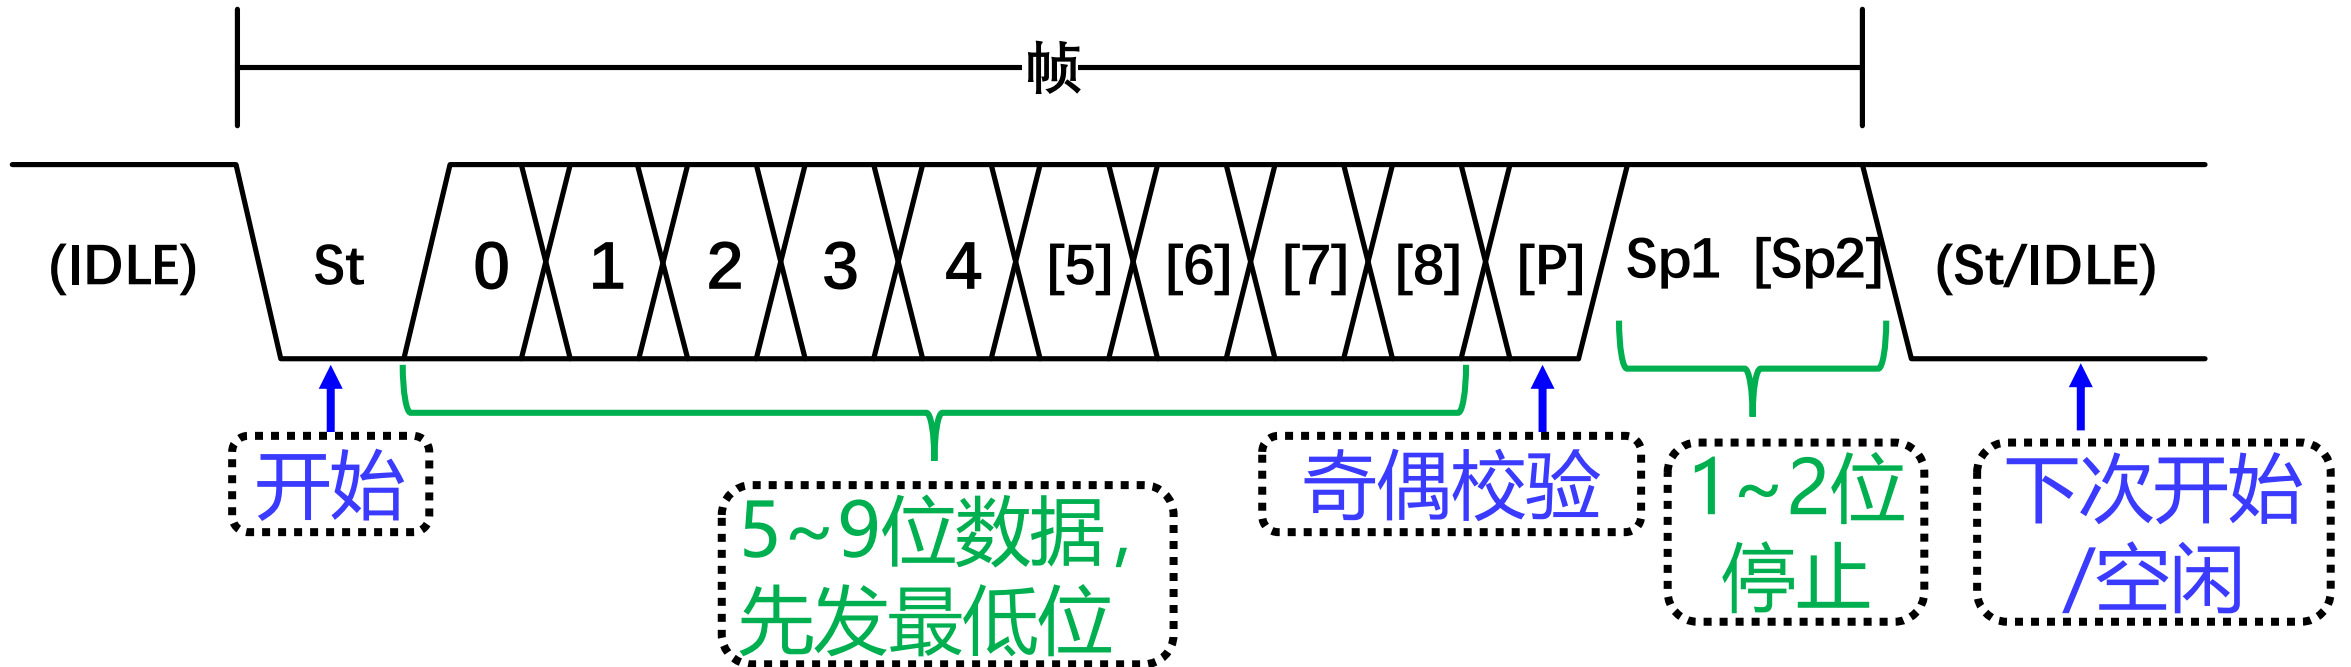 帧
(IDLE) St 0 1 2 3 4 [5] [6] [7] [8] [P] Sp1 [Sp2] (St/IDLE)
开始
5~9位数据,
先发最低位
奇偶校验
1~2位
停止
下次开始
/空闲